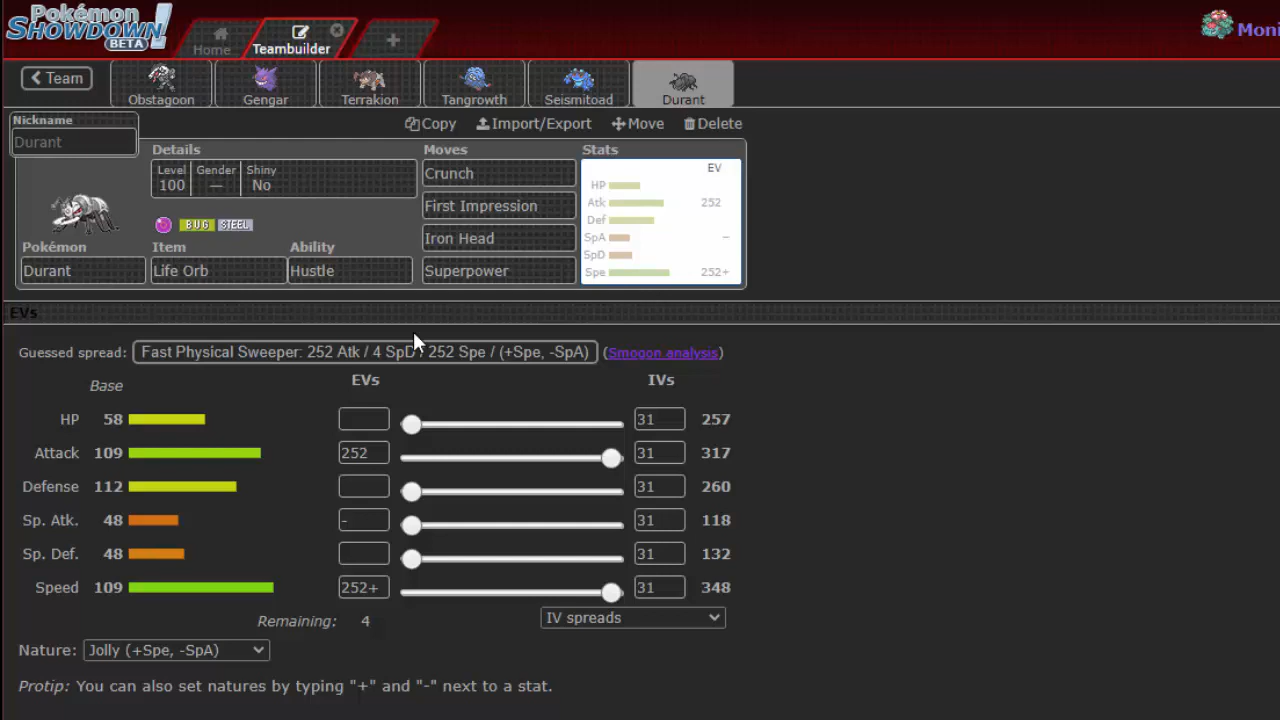 Pokémon
SHOWDOWN!
BETA
Home
Teambuilder
Moni
Team
Obstagoon
Gengar
Terrakion
Tangrowth
Seismitoad
Durant
Nickname
Durant
Copy Import/Export Move Delete
Details
Level Gender Shiny
100 — No
BUG STEEL
Pokémon Item Ability
Durant Life Orb Hustle
Moves
Crunch
First Impression
Iron Head
Superpower
Stats
EV
HP
Atk 252
Def
SpA –
SpD
Spe 252+
EVs
Guessed spread: Fast Physical Sweeper: 252 Atk / 4 SpD / 252 Spe / (+Spe, -SpA) (Smogon analysis)
Base EVs IVs
HP 58 31 257
Attack 109 252 31 317
Defense 112 31 260
Sp. Atk. 48 - 31 118
Sp. Def. 48 31 132
Speed 109 252+ 31 348
Remaining: 4 IV spreads
Nature: Jolly (+Spe, -SpA)
Protip: You can also set natures by typing "+" and "-" next to a stat.